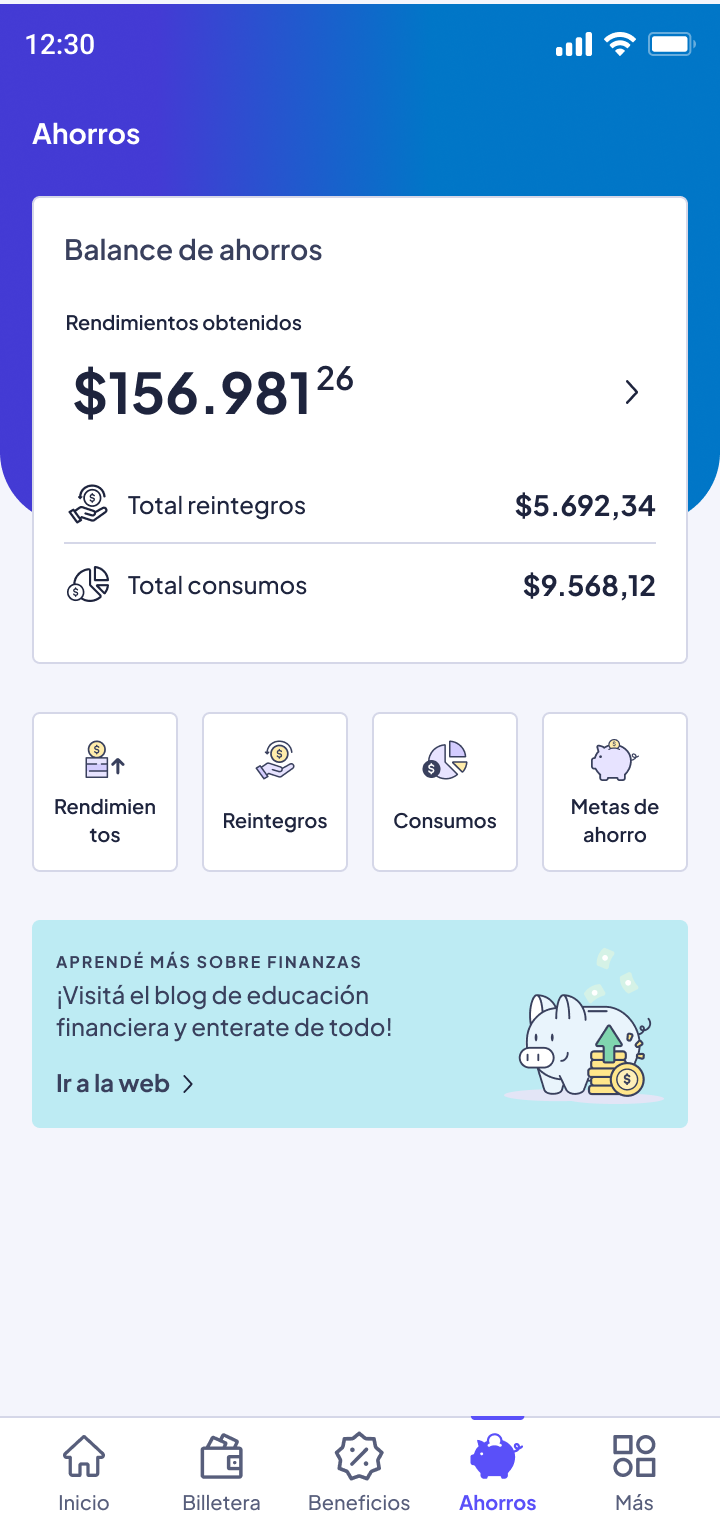 12:30
Ahorros
Balance de ahorros
Rendimientos obtenidos
$156.981 26
Total reintegros $5.692,34
Total consumos $9.568,12
Rendimien
tos
Reintegros
Consumos
Metas de
ahorro
APRENDÉ MÁS SOBRE FINANZAS
¡Visitá el blog de educación
financiera y enterate de todo!
Ir a la web
Inicio
Billetera
Beneficios
Ahorros
Más